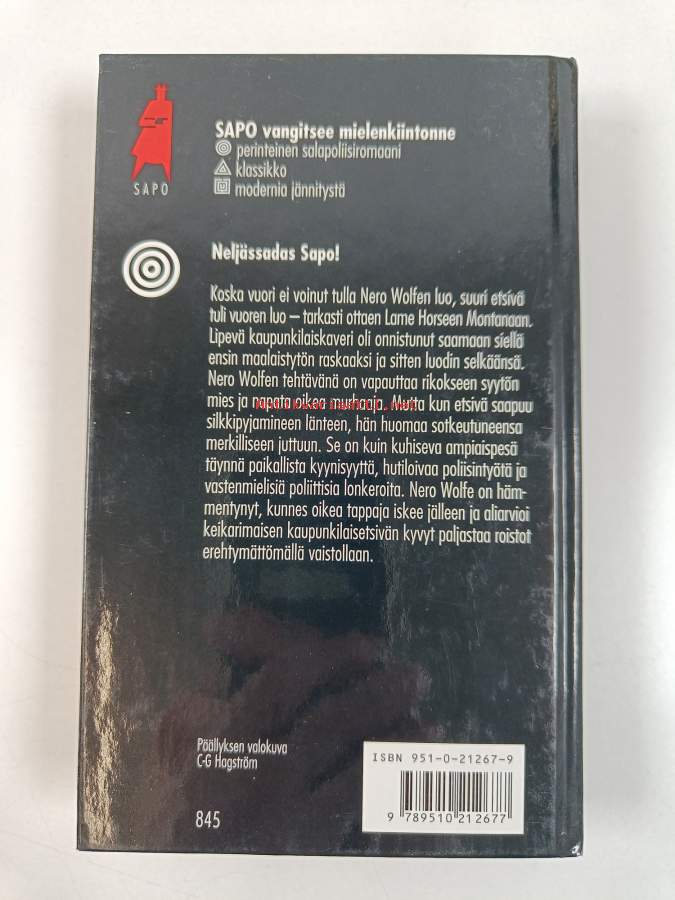 SAPO
SAPO vangitsee mielenkiintonne
perinteinen salapoliisiromaani
klassikko
modernia jännitystä
Neljässadas Sapo!
Koska vuori ei voinut tulla Nero Wolfen luo, suuri etsivä
tuli vuoren luo – tarkasti ottaen Lame Horseen Montanaan.
Lipevä kaupunkilaiskaveri oli onnistunut saamaan siellä
ensin maalaistytön raskaaksi ja sitten luodin selkäänsä.
Nero Wolfen tehtävänä on vapauttaa rikokseen syytön
mies ja napata oikea murhaaja. Mutta kun etsivä saapuu
silkkipyjamineen länteen, hän huomaa sotkeutuneensa
merkilliseen juttuun. Se on kuin kuhiseva ampiaispesä
täynnä paikallista kyynisyyttä, hutiloivaa poliisintyötä ja
vastenmielisiä poliittisia lonkeroita. Nero Wolfe on häm-
mentynyt, kunnes oikea tappaja iskee jälleen ja aliarvioi
keikarimaisen kaupunkilaisetsivän kyvyt paljastaa roistot
erehtymättömällä vaistollaan.
Päällyksen valokuva
C-G Hagström
845
ISBN 951-0-21267-9
9 789510 212677